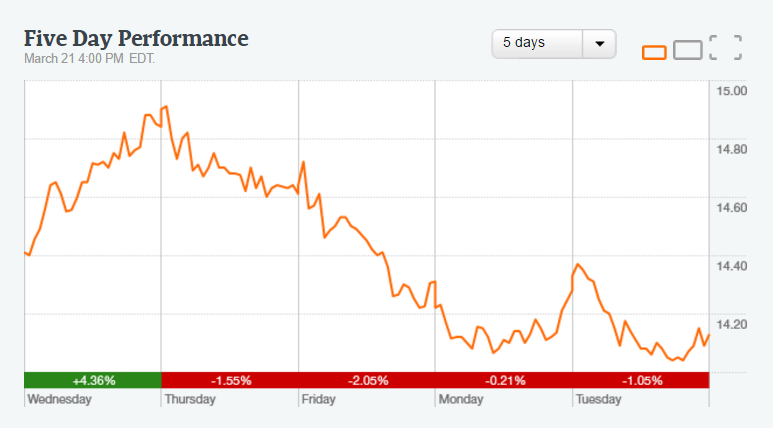 Five Day Performance
March 21 4:00 PM EDT.
5 days
15.00
14.80
14.60
14.40
14.20
+4.36% -1.55% -2.05% -0.21% -1.05%
Wednesday Thursday Friday Monday Tuesday